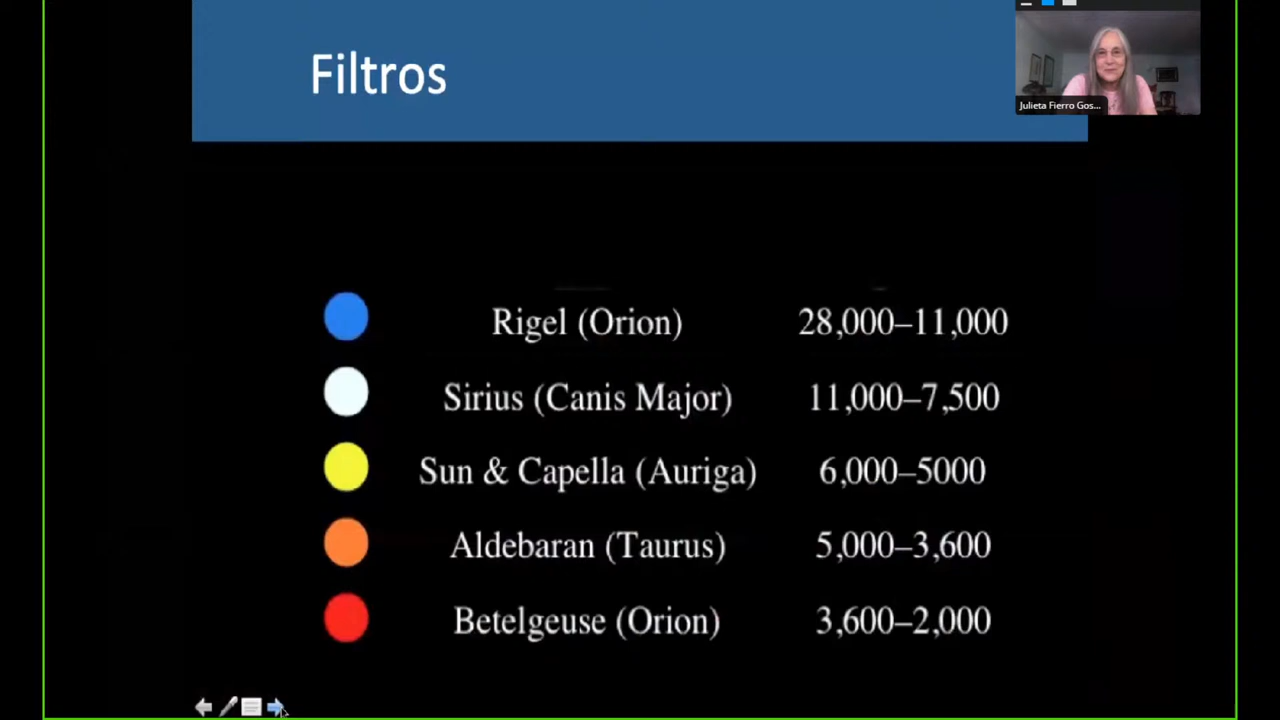 Filtros
Julieta Fierro Gos...
Rigel (Orion) 28,000–11,000
Sirius (Canis Major) 11,000–7,500
Sun & Capella (Auriga) 6,000–5000
Aldebaran (Taurus) 5,000–3,600
Betelgeuse (Orion) 3,600–2,000